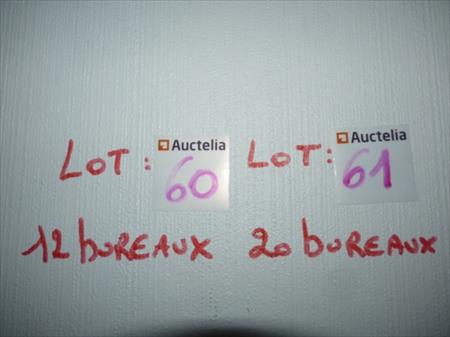 LOT: Auctelia 60
12 bUREAUX
LOT: Auctelia 61
20 bUREAUX